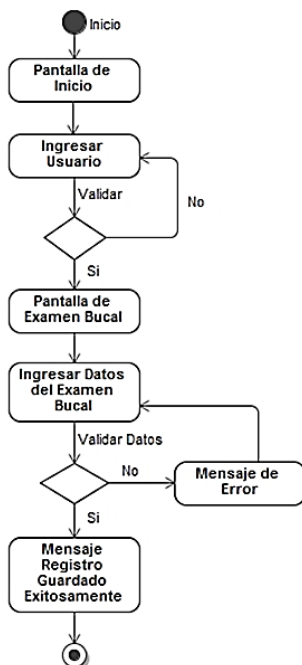 Inicio
Pantalla de
Inicio
Ingresar
Usuario
Validar
No
Si
Pantalla de
Examen Bucal
Ingresar Datos
del Examen
Bucal
Validar Datos
No
Mensaje de
Error
Si
Mensaje
Registro
Guardado
Exitosamente